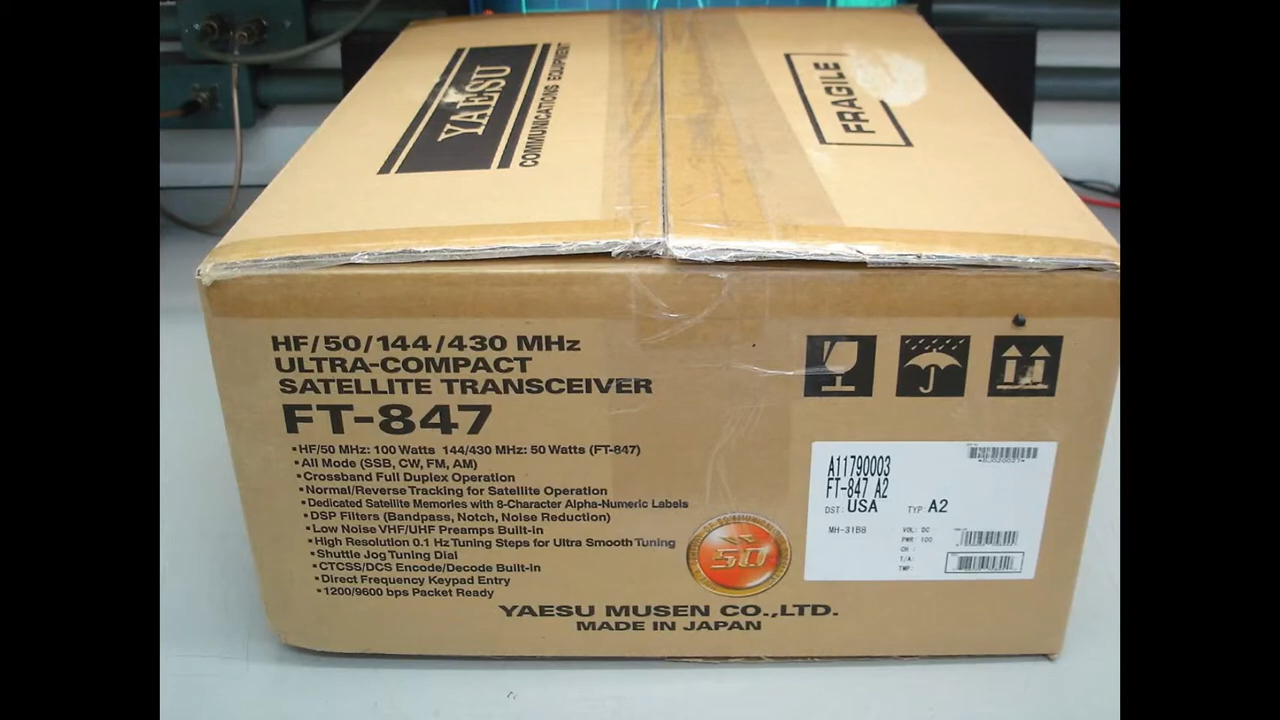 YAESU
COMMUNICATIONS EQUIPMENT
FRAGILE
HF/50/144/430 MHz
ULTRA-COMPACT
SATELLITE TRANSCEIVER
FT-847
▪HF/50 MHz: 100 Watts 144/430 MHz: 50 Watts (FT-847)
▪All Mode (SSB, CW, FM, AM)
▪Crossband Full Duplex Operation
▪Normal/Reverse Tracking for Satellite Operation
▪Dedicated Satellite Memories with 8-Character Alpha-Numeric Labels
▪DSP Filters (Bandpass, Notch, Noise Reduction)
▪Low Noise VHF/UHF Preamps Built-in
▪High Resolution 0.1 Hz Tuning Steps for Ultra Smooth Tuning
▪Shuttle Jog Tuning Dial
▪CTCSS/DCS Encode/Decode Built-in
▪Direct Frequency Keypad Entry
▪1200/9600 bps Packet Ready
50
YAESU MUSEN CO.,LTD.
MADE IN JAPAN
A11790003
FT-847 A2
DST: USA TYP: A2
MH-31B8 VOL: DC
PWR: 100
CH :
T/A:
TMP: